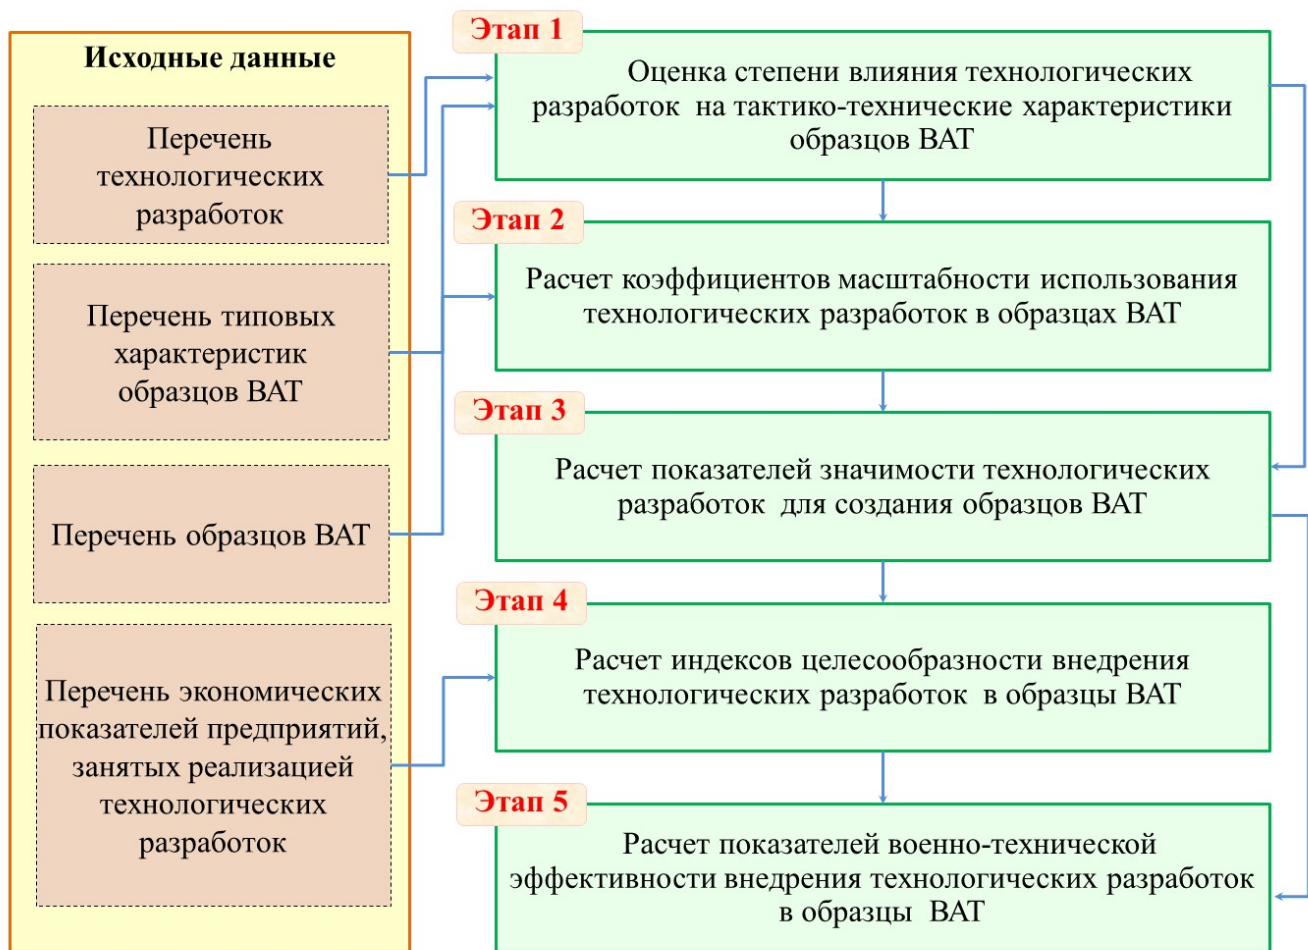 Исходные данные
Перечень
технологических
разработок
Перечень типовых
характеристик
образцов ВАТ
Перечень образцов ВАТ
Перечень экономических
показателей предприятий,
занятых реализацией
технологических
разработок
Этап 1
Оценка степени влияния технологических
разработок на тактико-технические характеристики
образцов ВАТ
Этап 2
Расчет коэффициентов масштабности использования
технологических разработок в образцах ВАТ
Этап 3
Расчет показателей значимости технологических
разработок для создания образцов ВАТ
Этап 4
Расчет индексов целесообразности внедрения
технологических разработок в образцы ВАТ
Этап 5
Расчет показателей военно-технической
эффективности внедрения технологических разработок
в образцы ВАТ